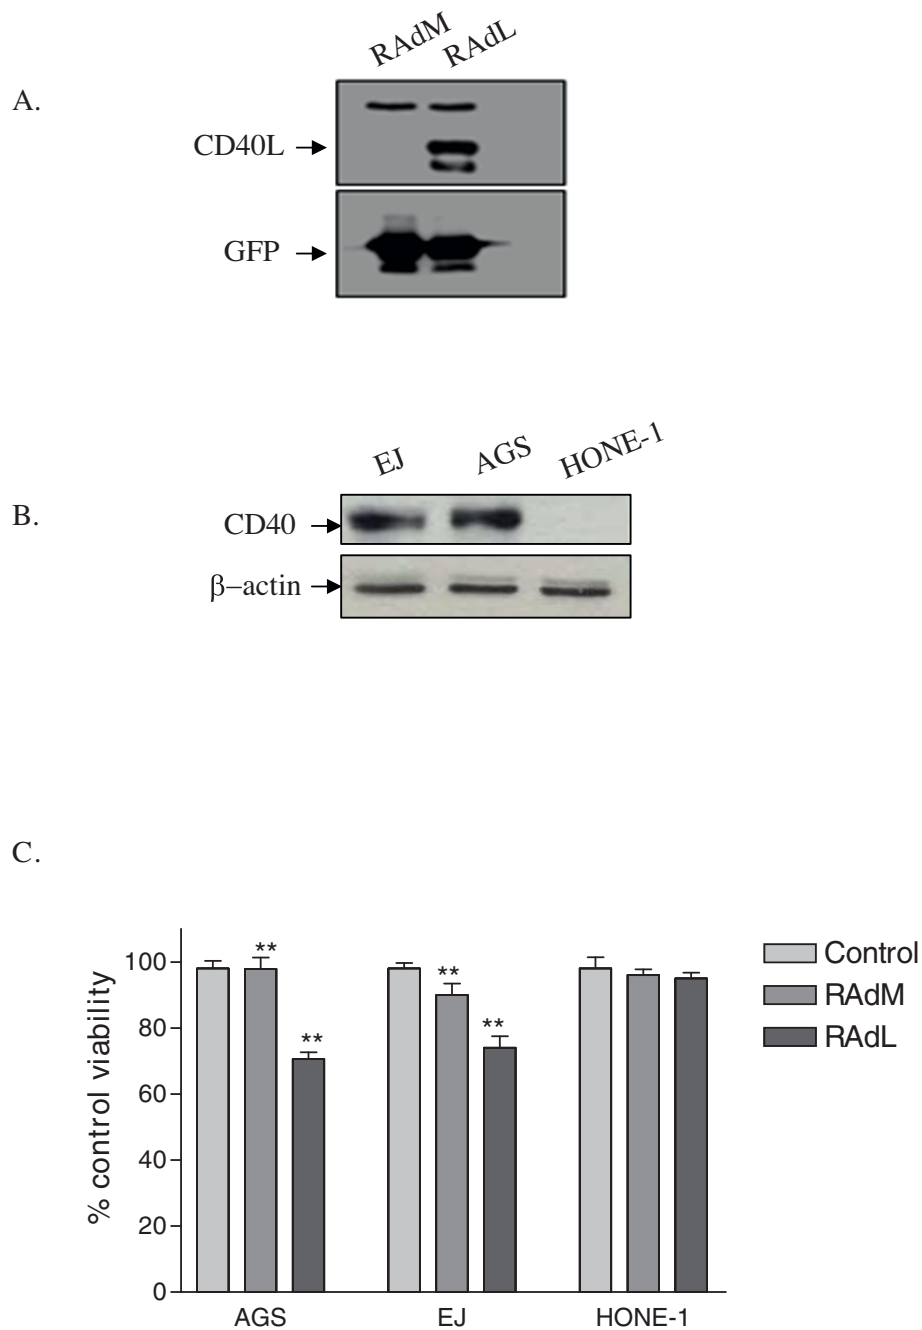 A.
RAdM RAdL
CD40L
GFP
B.
EJ AGS HONE-1
CD40
β–actin
C.
% control viability
100
80
60
40
20
0
**
**
**
**
AGS EJ HONE-1
Control
RAdM
RAdL